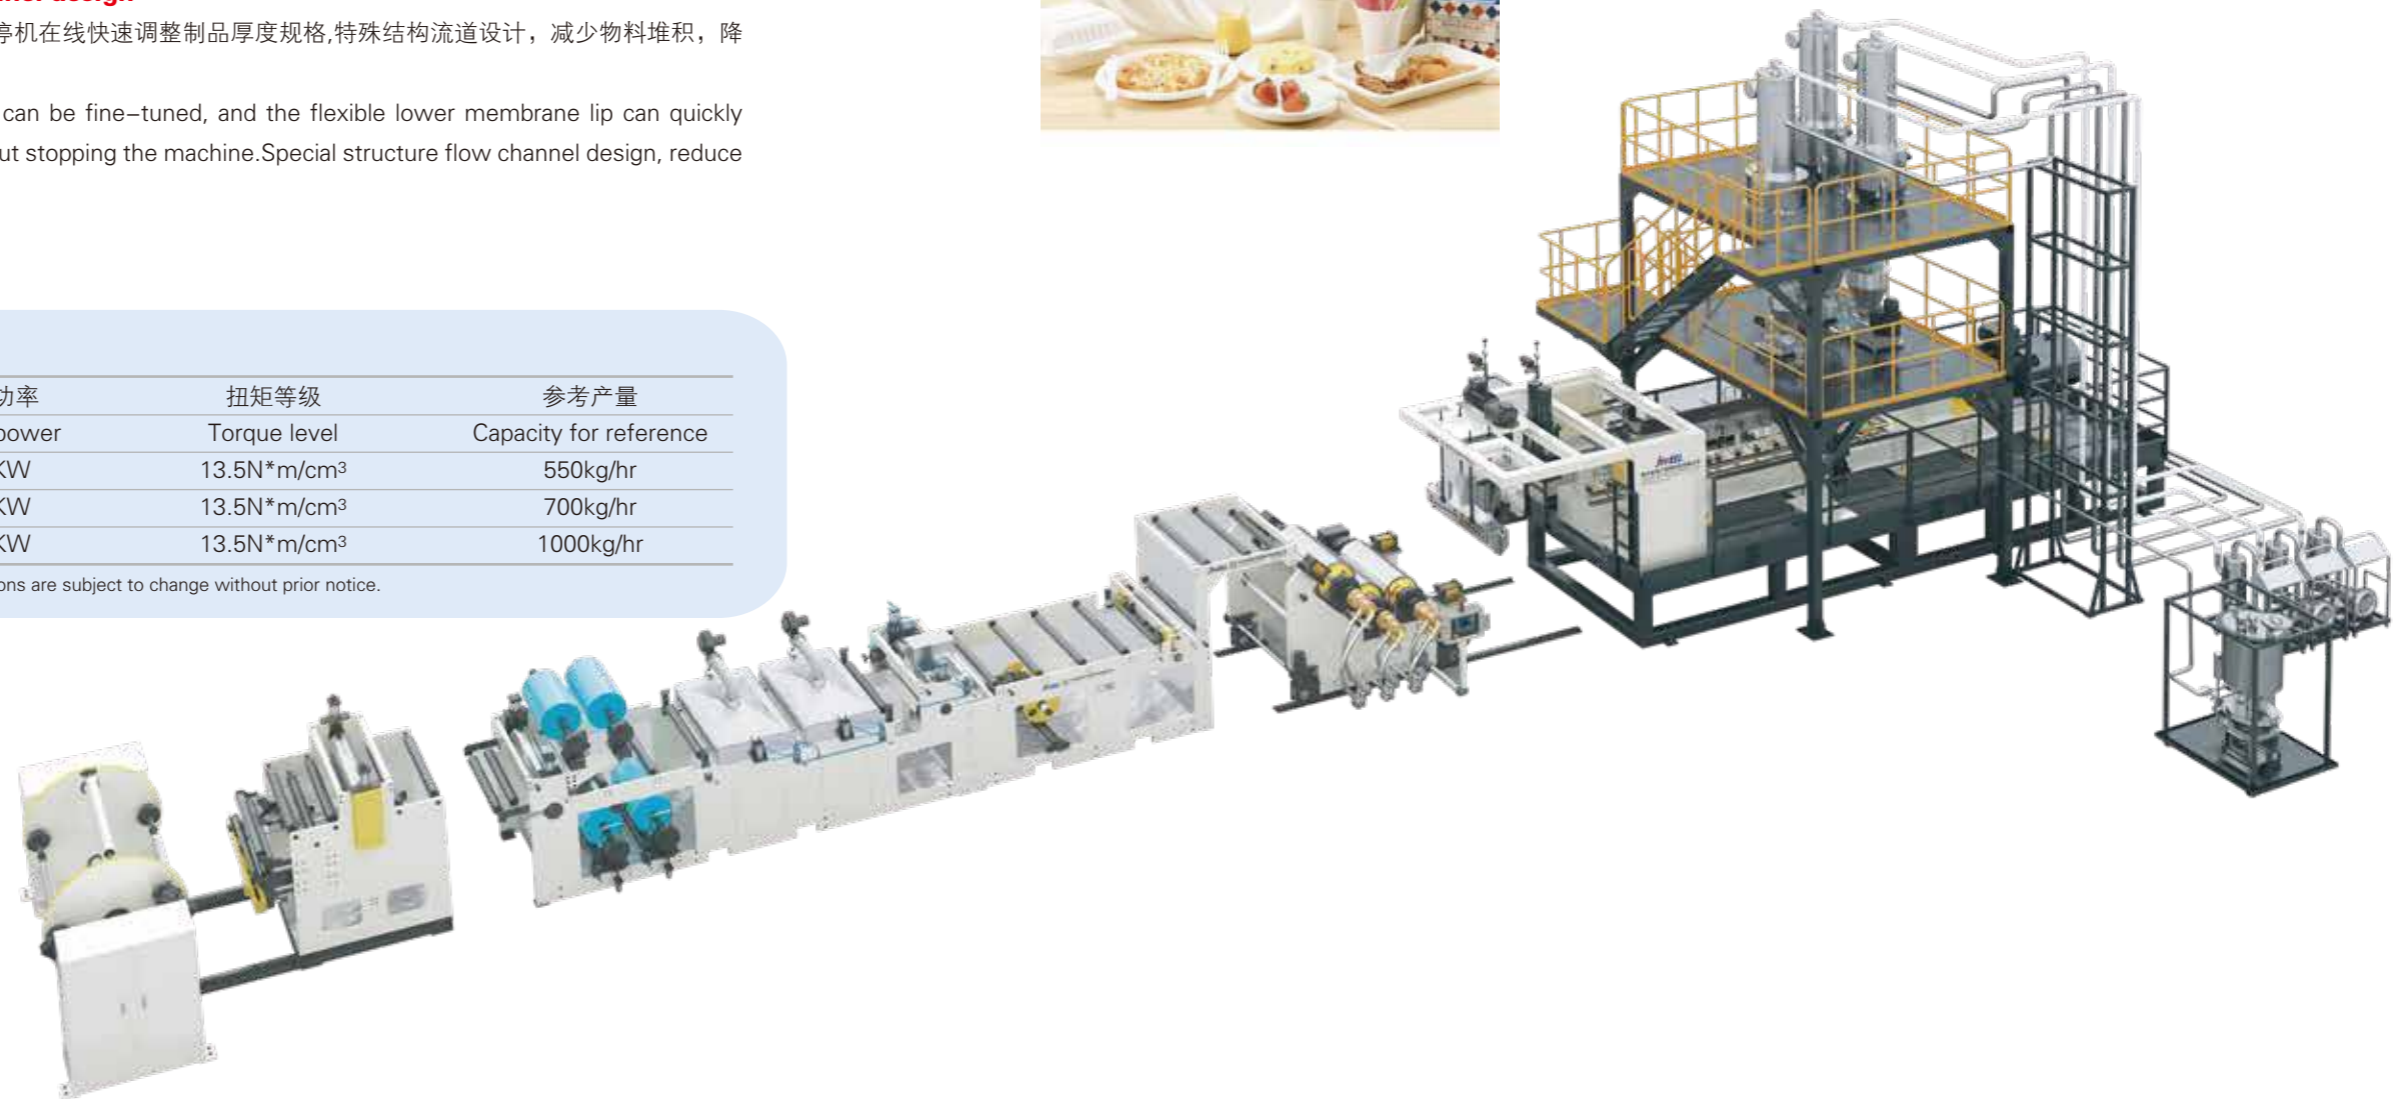 停机在线快速调整制品厚度规格,特殊结构流道设计，减少物料堆积，降
can be fine-tuned, and the flexible lower membrane lip can quickly
ut stopping the machine.Special structure flow channel design, reduce
功率 扭矩等级 参考产量
power Torque level Capacity for reference
KW 13.5N*m/cm³ 550kg/hr
KW 13.5N*m/cm³ 700kg/hr
KW 13.5N*m/cm³ 1000kg/hr
ons are subject to change without prior notice.